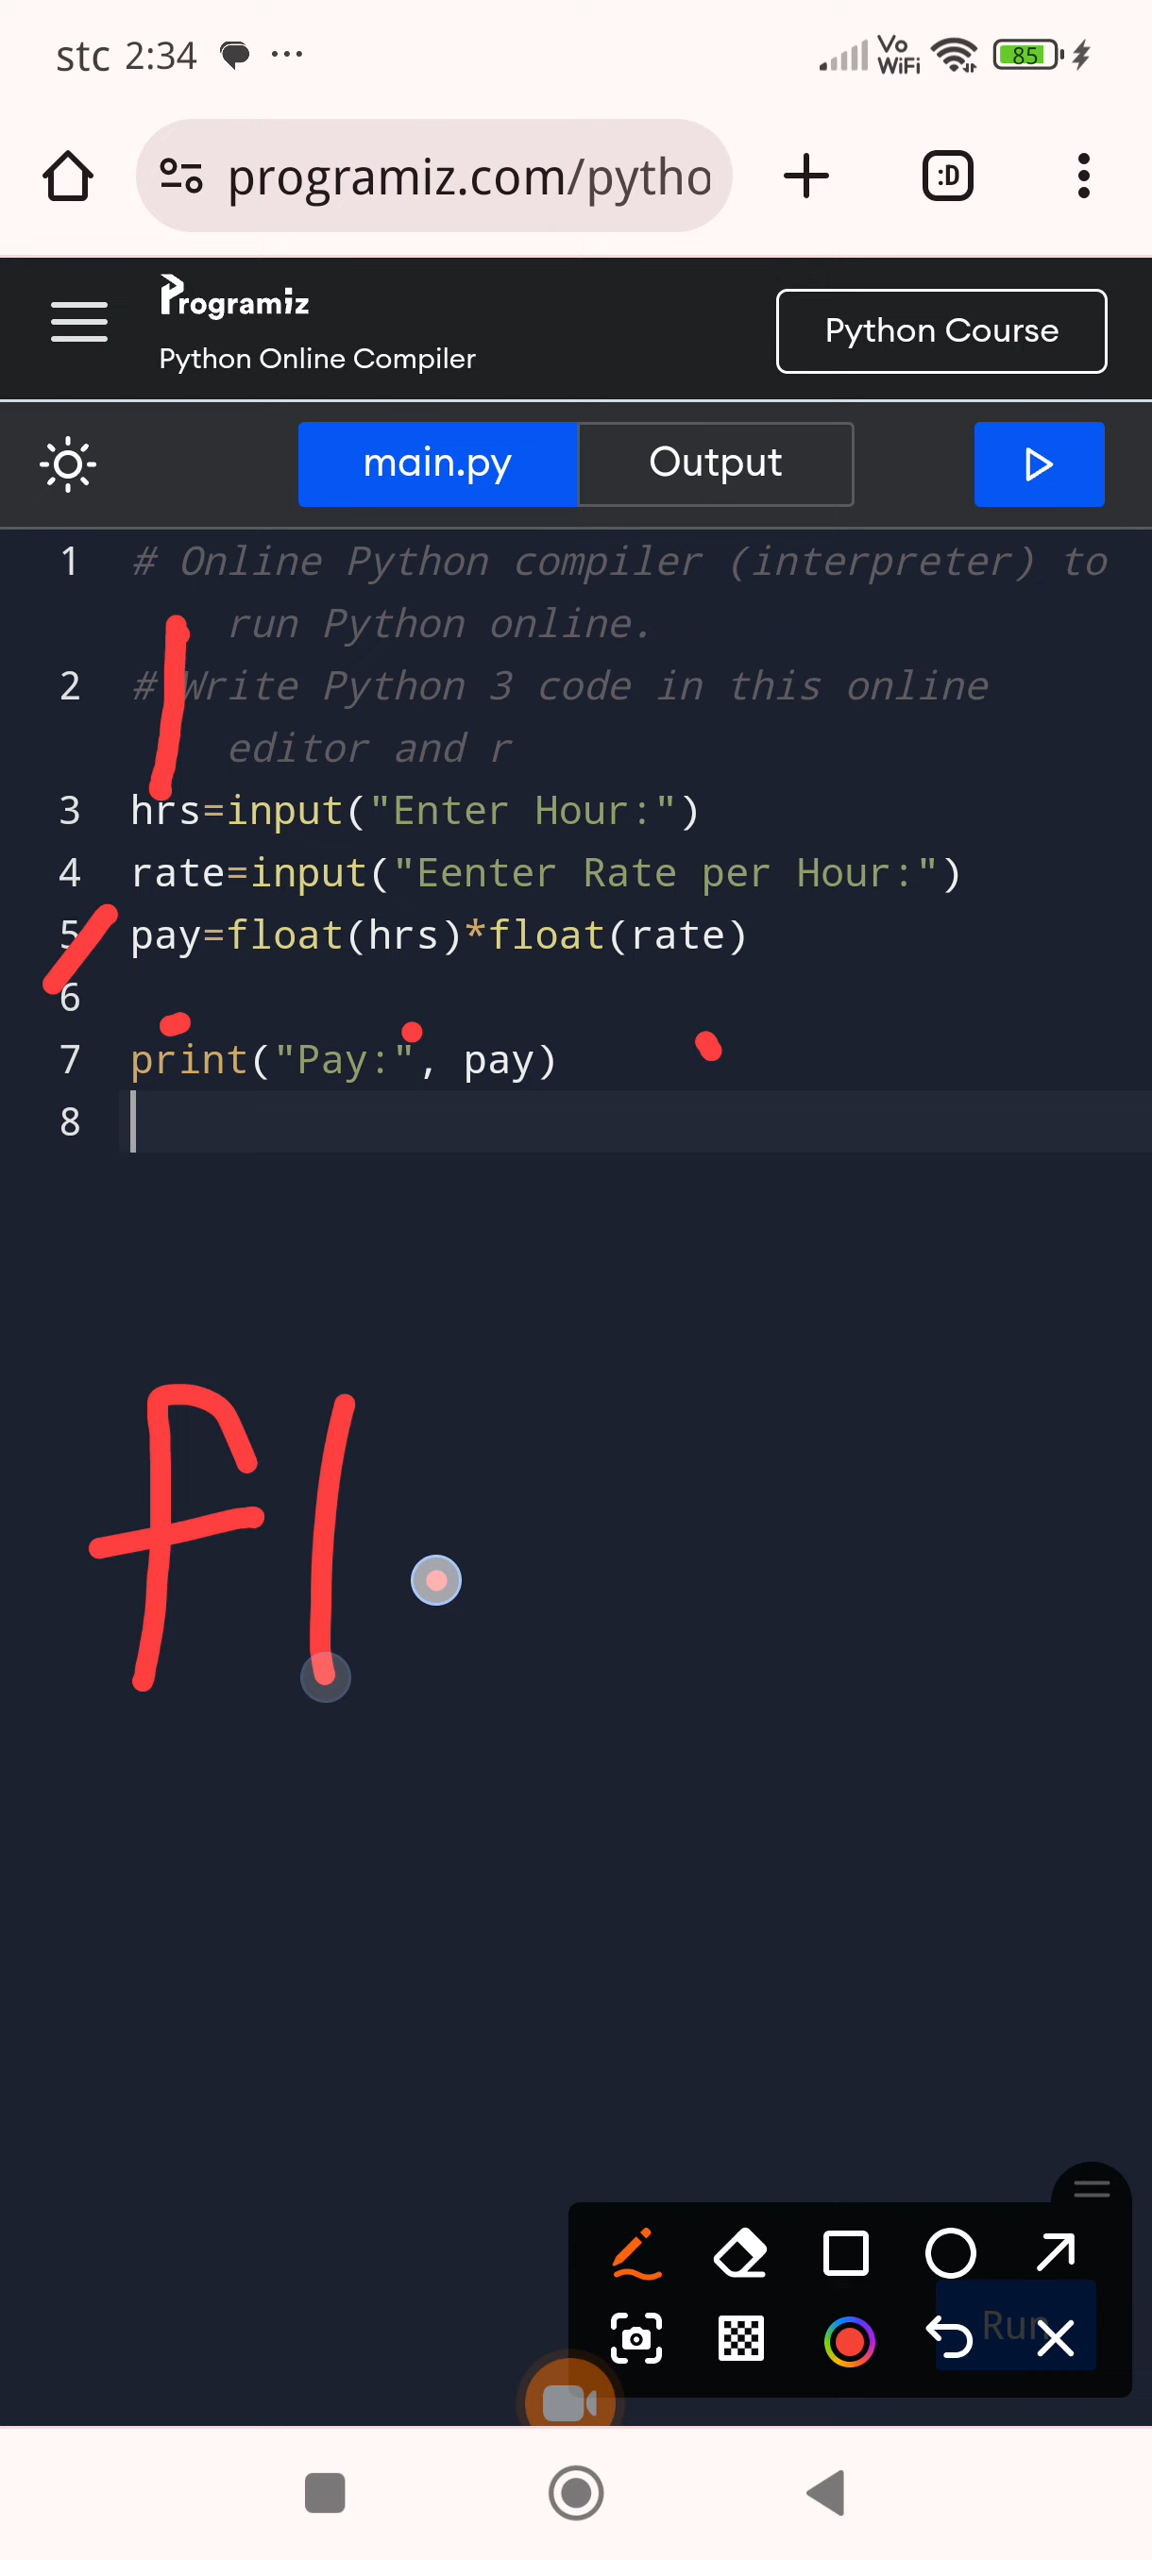 stc 2:34 ... Vo WiFi 85
programiz.com/pytho :D
Programiz
Python Online Compiler
Python Course
main.py Output
1 # Online Python compiler (interpreter) to
run Python online.
2 # Write Python 3 code in this online
editor and r
3 hrs=input("Enter Hour:")
4 rate=input("Eenter Rate per Hour:")
5 pay=float(hrs)*float(rate)
6
7 print("Pay:", pay)
8
fl
Run